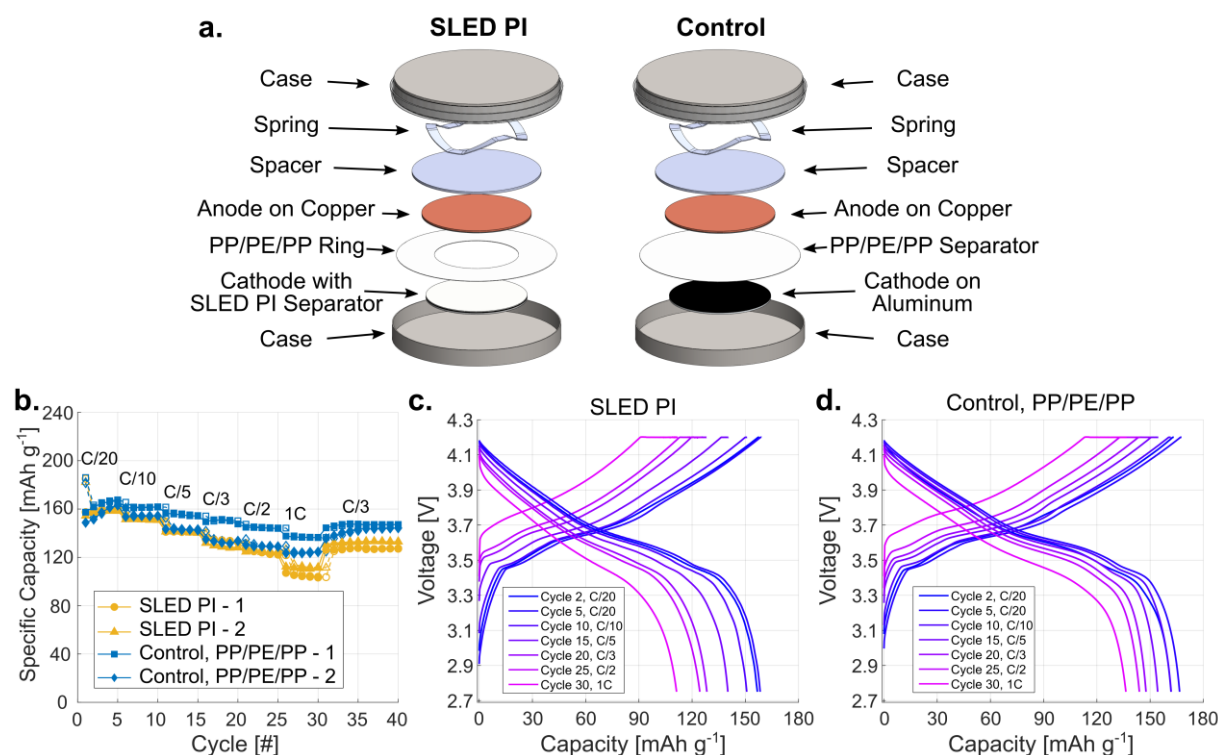 a.
SLED PI
Control
Case
Spring
Spacer
Anode on Copper
PP/PE/PP Ring
Cathode with
SLED PI Separator
Case
Case
Spring
Spacer
Anode on Copper
PP/PE/PP Separator
Cathode on
Aluminum
Case
b.
Specific Capacity [mAh g⁻¹]
240
200
160
120
80
40
0
C/20
C/10
C/5
C/3
C/2
1C
C/3
SLED PI - 1
SLED PI - 2
Control, PP/PE/PP - 1
Control, PP/PE/PP - 2
0 5 10 15 20 25 30 35 40
Cycle [#]
c.
SLED PI
Voltage [V]
4.3
3.9
3.7
3.5
3.1
2.9
2.7
Cycle 2, C/20
Cycle 5, C/20
Cycle 10, C/10
Cycle 15, C/5
Cycle 20, C/3
Cycle 25, C/2
Cycle 30, 1C
0 30 60 90 120 150 180
Capacity [mAh g⁻¹]
d.
Control, PP/PE/PP
Voltage [V]
4.3
4.1
3.9
3.7
3.5
3.3
3.1
2.9
2.7
Cycle 2, C/20
Cycle 5, C/20
Cycle 10, C/10
Cycle 15, C/5
Cycle 20, C/3
Cycle 25, C/2
Cycle 30, 1C
0 30 60 90 120 150 180
Capacity [mAh g⁻¹]